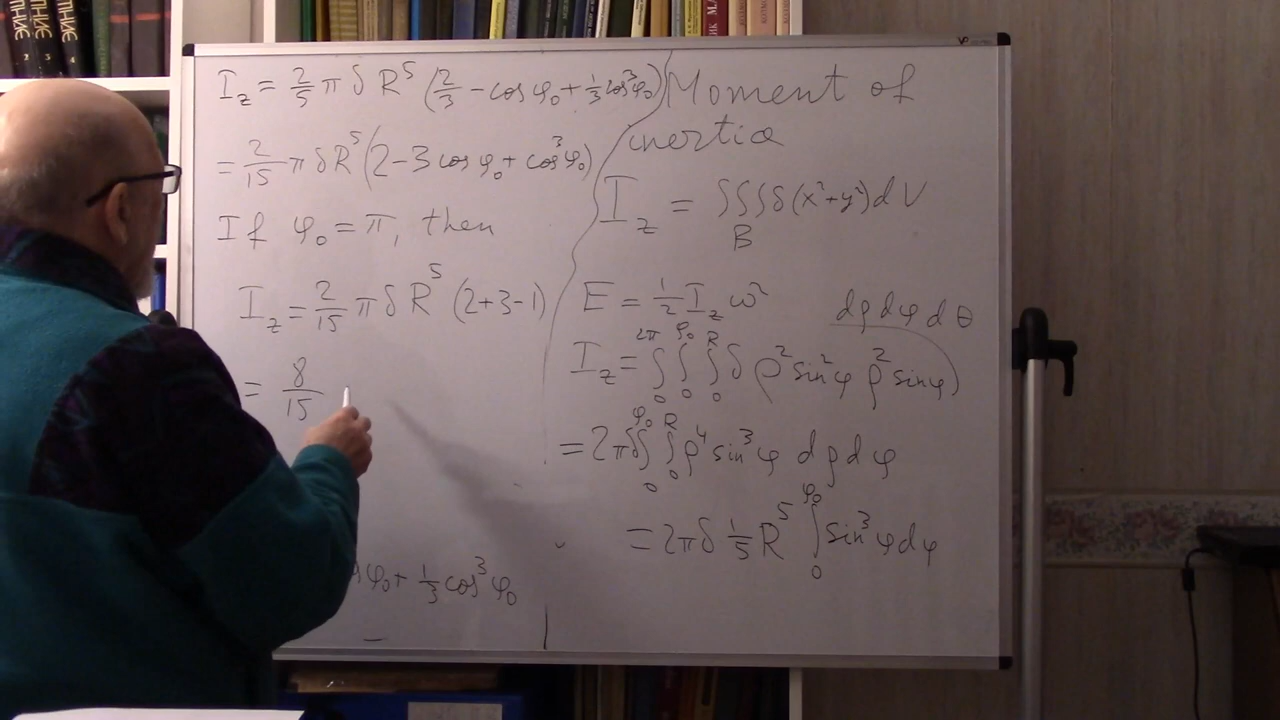 I_z = 2/5 π δ R^5 (2/3 - cos φ_0 + 1/3 cos^3 φ_0)
= 2/15 π δ R^5 (2 - 3 cos φ_0 + cos^3 φ_0)
If φ_0 = π, then
I_z = 2/15 π δ R^5 (2+3-1)
= 8/15
φ_0 + 1/3 cos^3 φ_0
Moment of
inertia
I_z = ∫∫∫_B δ(x^2+y^2) dV
E = 1/2 I_z ω^2
dρ dφ dθ
I_z = ∫_0^{2π} ∫_0^{φ_0} ∫_0^R δ ρ^2 sin^2 φ ρ^2 sin φ)
= 2πδ ∫_0^{φ_0} ∫_0^R ρ^4 sin^3 φ dρ dφ
= 2πδ 1/5 R^5 ∫_0^{φ_0} sin^3 φ dφ